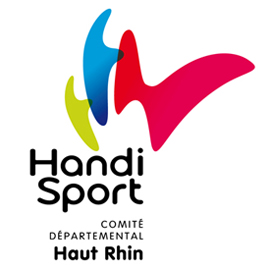 Handi
Sport
COMITÉ
DÉPARTEMENTAL
Haut Rhin